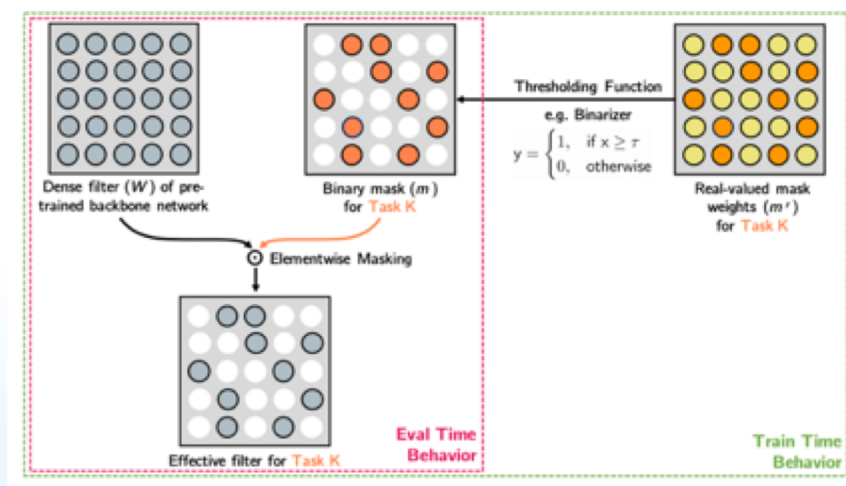 Dense filter (W) of pre-
trained backbone network
Binary mask (m)
for Task K
Thresholding Function
e.g. Binarizer
y = {1, if x ≥ τ
0, otherwise
Real-valued mask
weights (m r)
for Task K
⊙ Elementwise Masking
Effective filter for Task K
Eval Time
Behavior
Train Time
Behavior